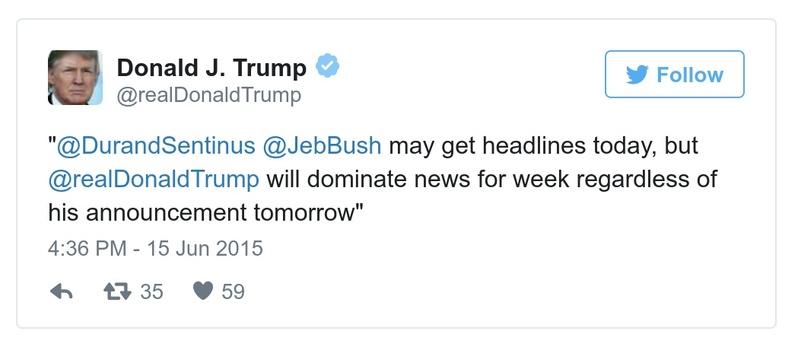 Donald J. Trump
@realDonaldTrump
Follow
"@DurandSentinus @JebBush may get headlines today, but
@realDonaldTrump will dominate news for week regardless of
his announcement tomorrow"
4:36 PM - 15 Jun 2015
35 59